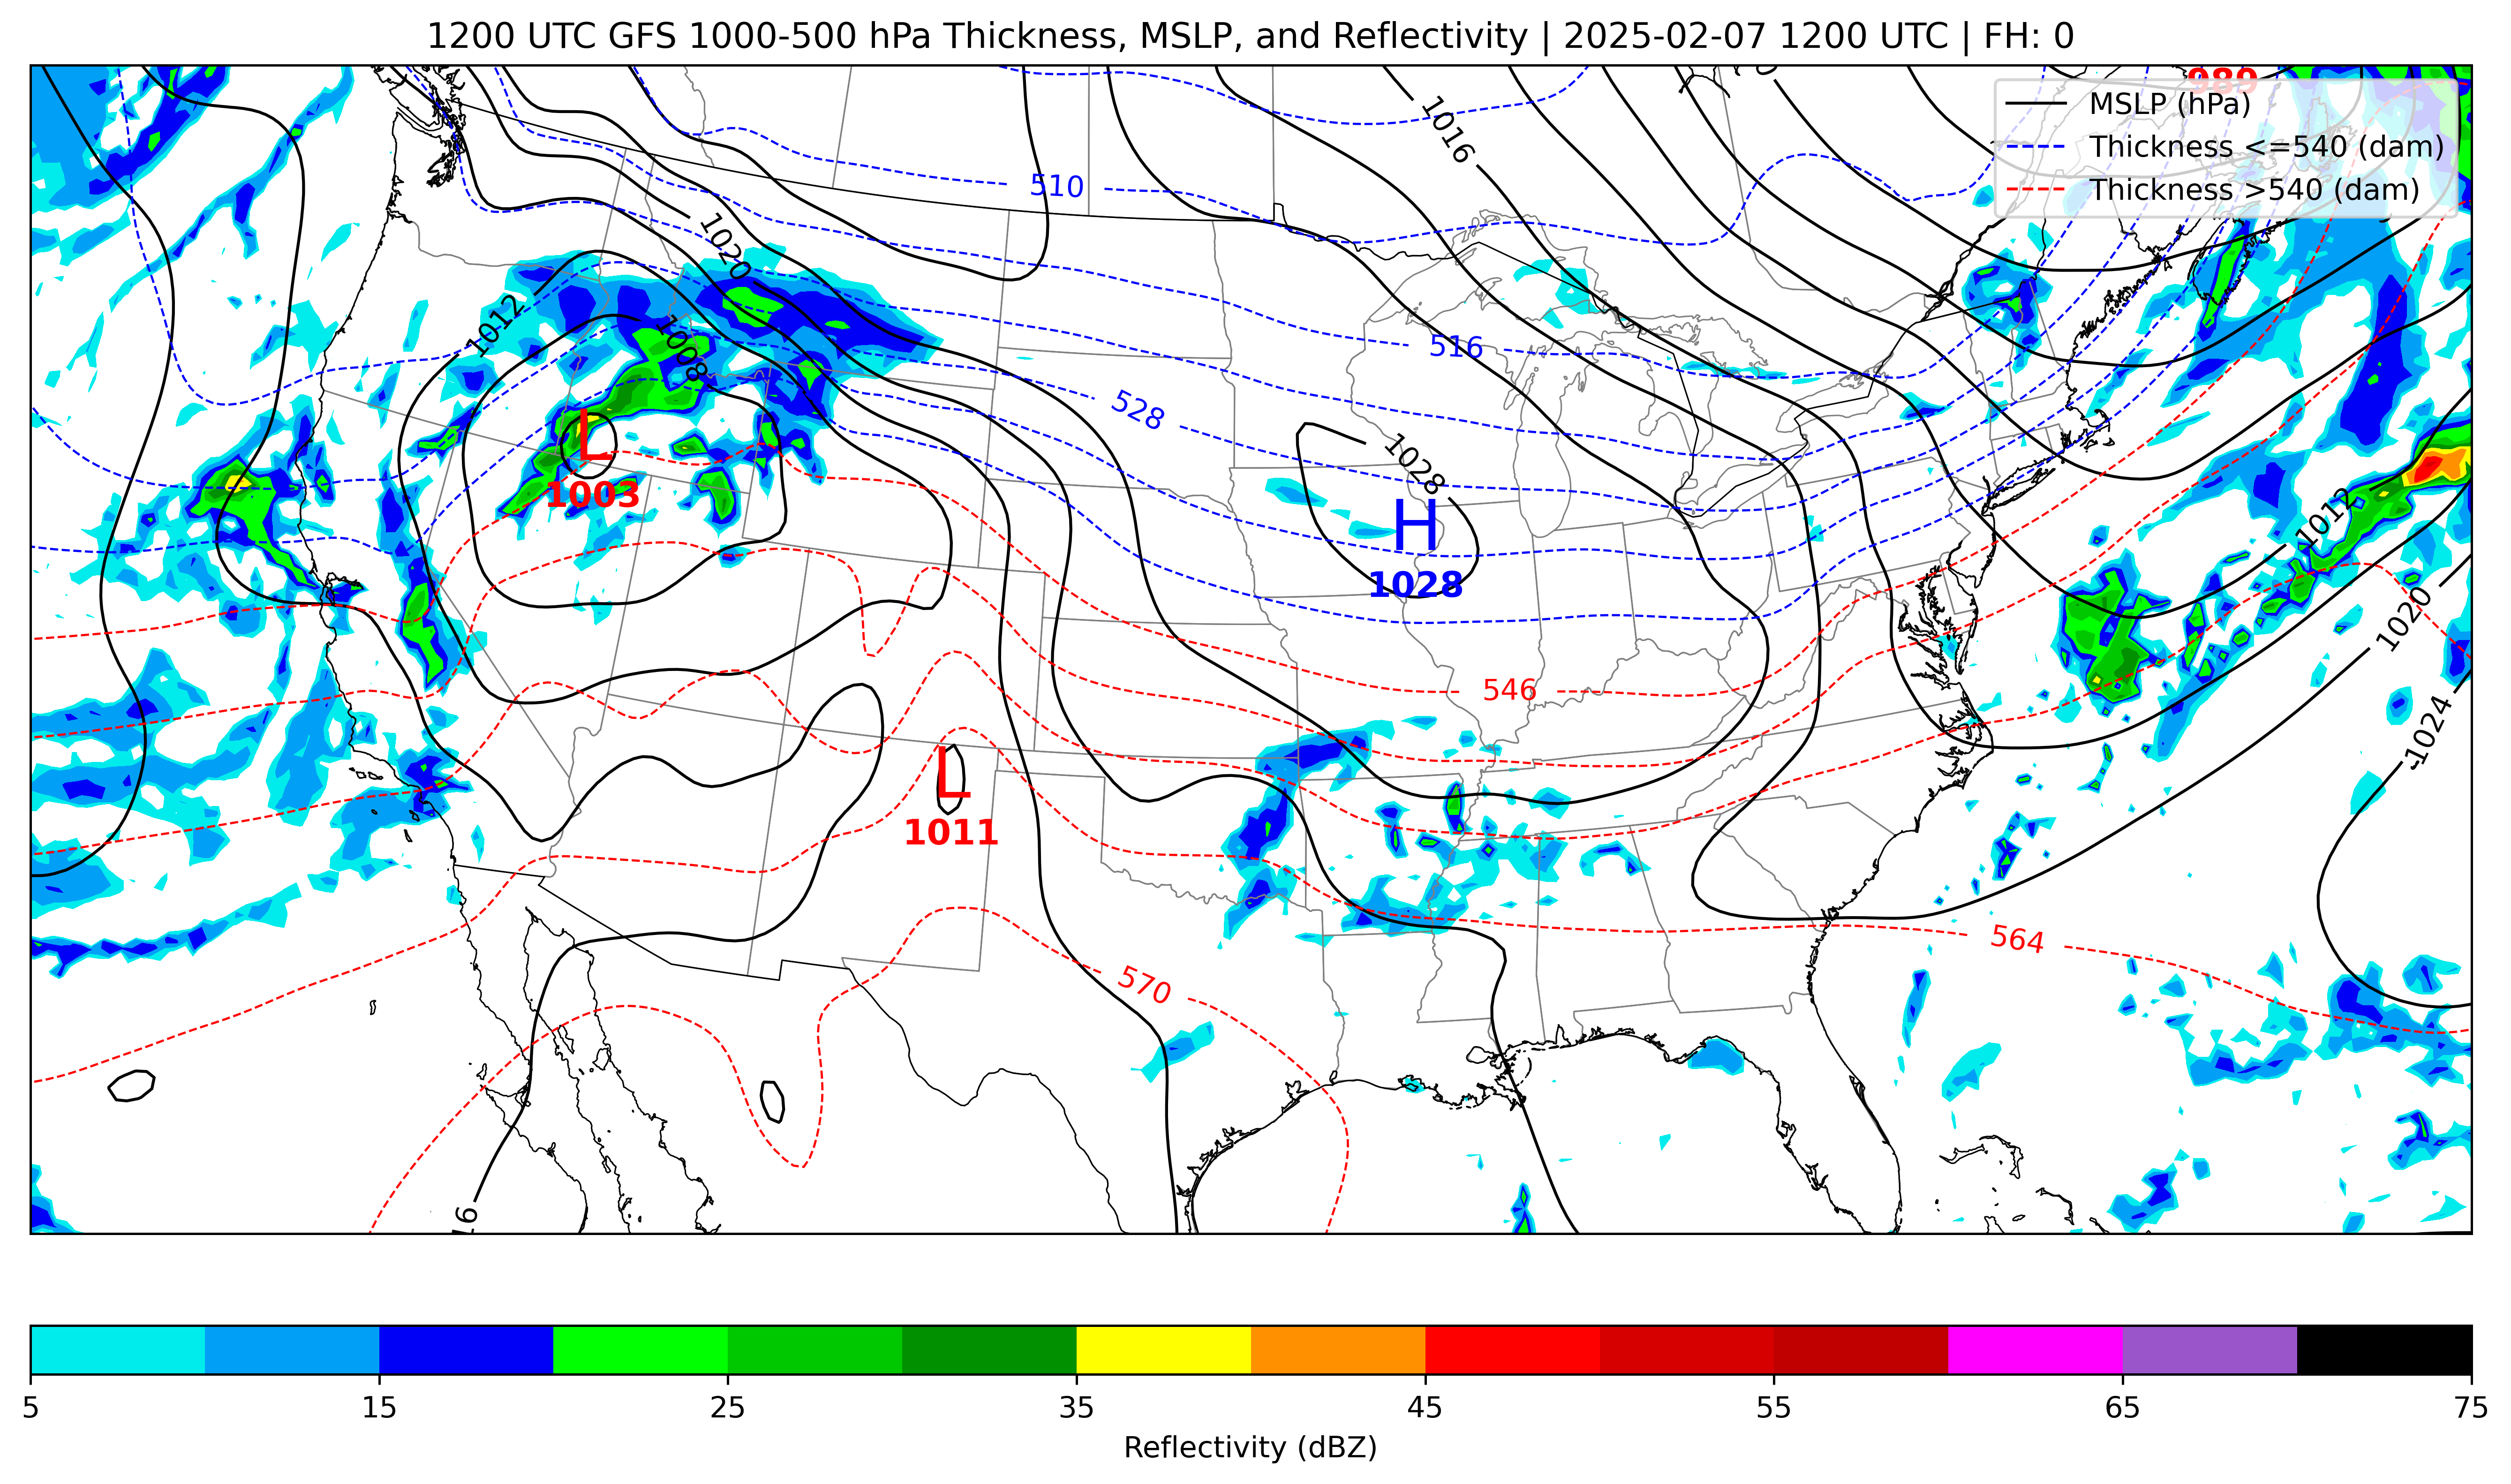 1200 UTC GFS 1000-500 hPa Thickness, MSLP, and Reflectivity | 2025-02-07 1200 UTC | FH: 0
989
MSLP (hPa)
Thickness <=540 (dam)
Thickness >540 (dam)
1016
510
1020
1012
1008
516
528
1028
L
1003
H
1028
1012
1020
546
1024
L
1011
564
570
16
5 15 25 35 45 55 65 75
Reflectivity (dBZ)